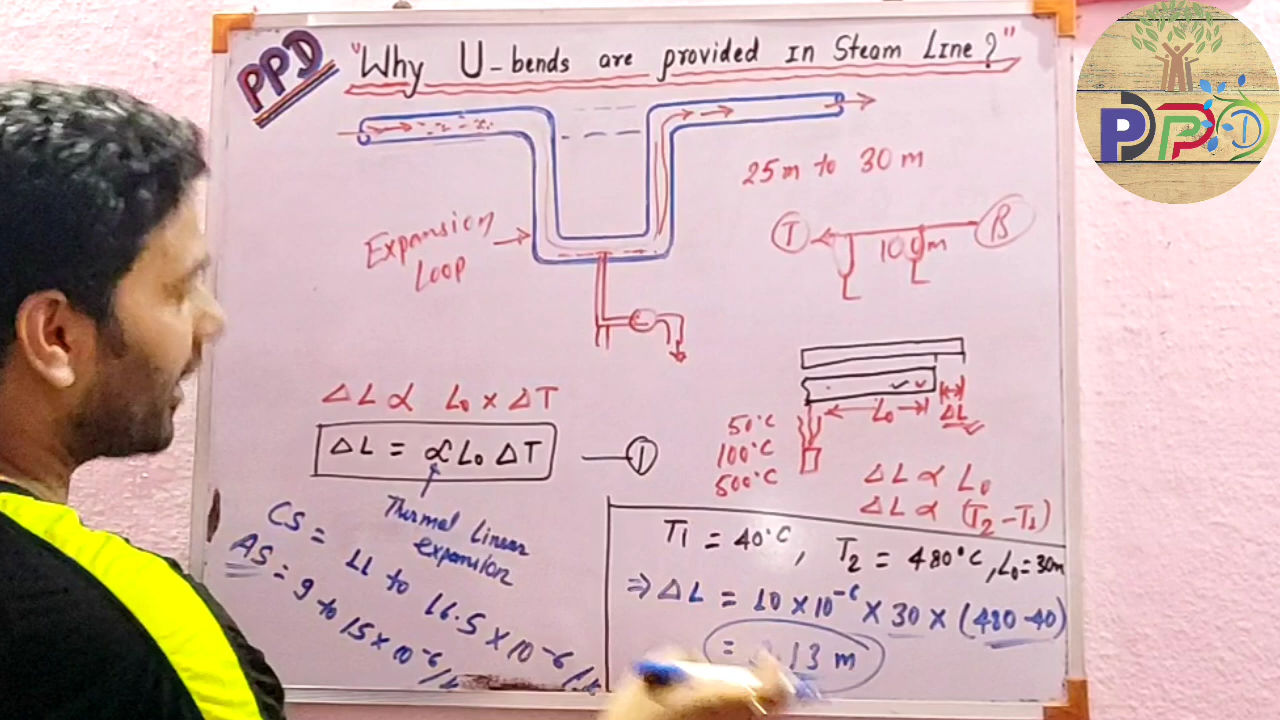 PPD
"Why U-bends are provided In Steam Line?"
PPD
25m to 30m
Expansion
Loop
T
100m
B
ΔL ∝ L₀ × ΔT
ΔL = ∝ L₀ ΔT
1
Thermal Linear
expansion
CS = 11 to 16.5 × 10⁻⁶/k
AS = 9 to 15 × 10⁻⁶/k
L₀
ΔL
50°C
100°C
500°C
ΔL ∝ L₀
ΔL ∝ (T₂ - T₁)
T1 = 40°C, T₂ = 480°C, L₀=30m
⇒ ΔL = 10 × 10⁻⁶ × 30 × (480-40)
= .13 m